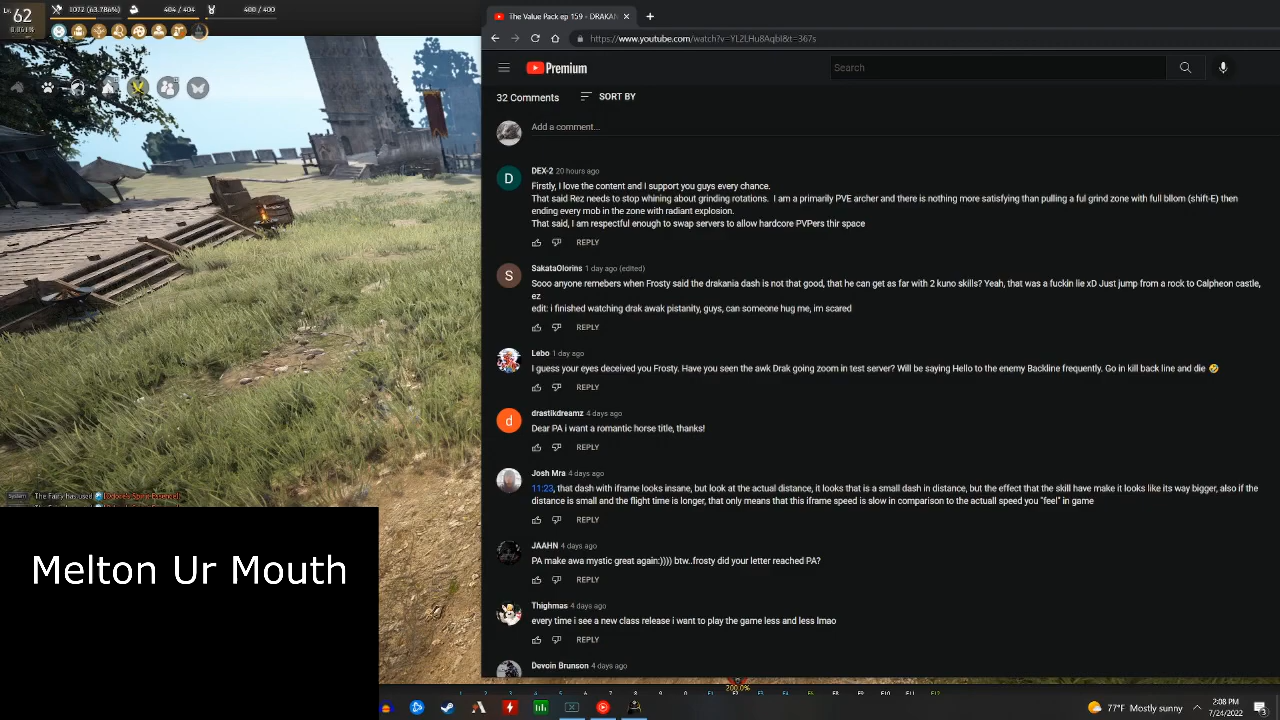 Lv 62
0.061%
3072 (63.786%)
404 / 404
400 / 400
The Value Pack ep 159 - DRAKAN
https://www.youtube.com/watch?v=YL2LHu8AqbI&t=367s
Premium
Search
32 Comments SORT BY
Add a comment...
D
DEX-2 20 hours ago
Firstly, I love the content and I support you guys every chance.
That said Rez needs to stop whining about grinding rotations. I am a primarily PVE archer and there is nothing more satisfying than pulling a ful grind zone with full bllom (shift-E) then
ending every mob in the zone with radiant explosion.
That said, I am respectful enough to swap servers to allow hardcore PVPers thir space
REPLY
S
SakataOlorins 1 day ago (edited)
Sooo anyone remebers when Frosty said the drakania dash is not that good, that he can get as far with 2 kuno skills? Yeah, that was a fuckin lie xD Just jump from a rock to Calpheon castle,
ez
edit: i finished watching drak awak pistanity, guys, can someone hug me, im scared
REPLY
Lebo 1 day ago
I guess your eyes deceived you Frosty. Have you seen the awk Drak going zoom in test server? Will be saying Hello to the enemy Backline frequently. Go in kill back line and die 🤣
REPLY
d
drastikdreamz 4 days ago
Dear PA i want a romantic horse title, thanks!
REPLY
Josh Mra 4 days ago
11:23, that dash with iframe looks insane, but look at the actual distance, it looks that is a small dash in distance, but the effect that the skill have make it looks like its way bigger, also if the
distance is small and the flight time is longer, that only means that this iframe speed is slow in comparison to the actuall speed you "feel" in game
REPLY
JAAHN 4 days ago
PA make awa mystic great again:)))) btw..frosty did your letter reached PA?
REPLY
Thighmas 4 days ago
every time i see a new class release i want to play the game less and less lmao
REPLY
Devoin Brunson 4 days ago
System The Fairy has used [Odore's Spirit Essence]!
Melton Ur Mouth
200.0%
77°F Mostly sunny
2:08 PM
7/24/2022